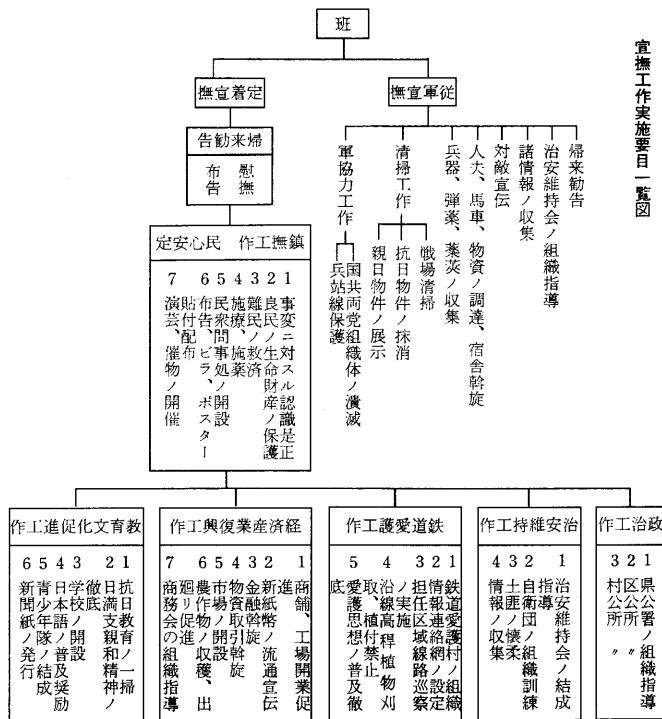 宣撫工作実施要目一覧図
班
従軍宣撫
帰来勧告
治安維持会ノ組織指導
諸情報ノ収集
対敵宣伝
人夫、馬車、物資ノ調達、宿舎斡旋
兵器、弾薬、薬莢ノ収集
清掃工作
戦場清掃
抗日物件ノ抹消
親日物件ノ展示
軍協力工作
国共両党組織体ノ潰滅
兵站線保護
定着宣撫
帰来勧告
慰撫
布告
鎮撫工作 民心安定
1 事変ニ対スル認識是正
2 良民ノ生命財産ノ保護
3 難民ノ救済
4 施療、施薬
5 民衆問事処ノ開設
6 布告、ビラ、ポスター
貼付配布
7 演芸、催物ノ開催
政治工作
1 県公署ノ組織指導
2 区公所 〃
3 村公所 〃
治安維持工作
1 治安維持会ノ結成
指導
2 自衛団ノ組織訓練
3 土匪ノ懐柔
4 情報ノ収集
鉄道愛護工作
1 鉄道愛護村ノ組織
2 情報連絡網ノ設定
3 担任区域線路巡察
ノ実施
4 沿線高稈植物刈
取、植付禁止
5 愛護思想ノ普及徹
底
経済産業復興工作
1 商舗、工場開業促
進
2 新紙幣ノ流通宣伝
3 金融斡旋
4 物資取引斡旋
5 市場ノ開設
6 農作物ノ収穫、出
廻リ促進
7 商務会の組織指導
教育文化促進工作
1 抗日教育ノ一掃
2 日満支親和精神ノ
徹底
3 学校ノ開設
4 日本語ノ普及奨励
5 青少年隊ノ結成
6 新聞紙ノ発行